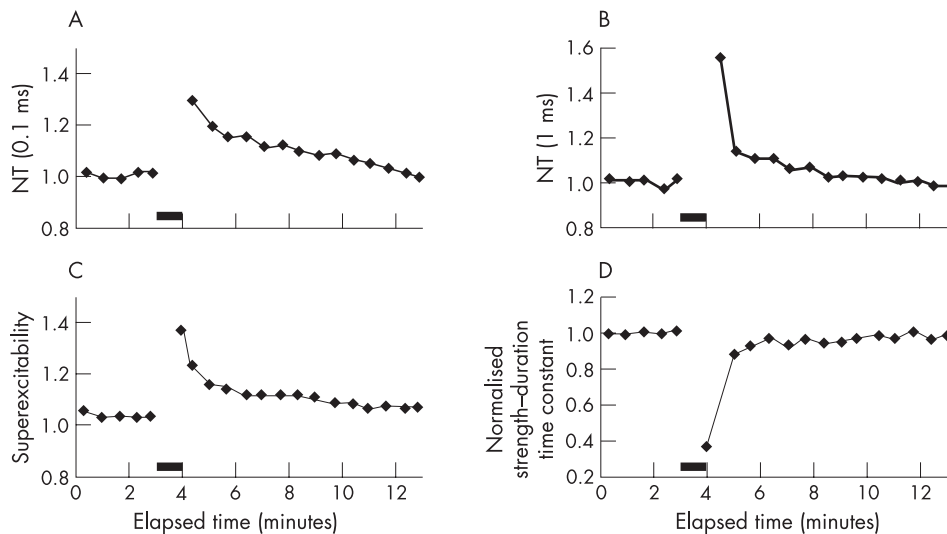 A
NT (0.1 ms)
1.4
1.2
1.0
0.8
B
NT (1 ms)
1.6
1.4
1.2
1.0
0.8
C
Superexcitability
1.4
1.2
1.0
0.8
0 2 4 6 8 10 12
Elapsed time (minutes)
D
Normalised
strength–duration
time constant
1.2
1.0
0.8
0.6
0.4
0.2
0 2 4 6 8 10 12
Elapsed time (minutes)